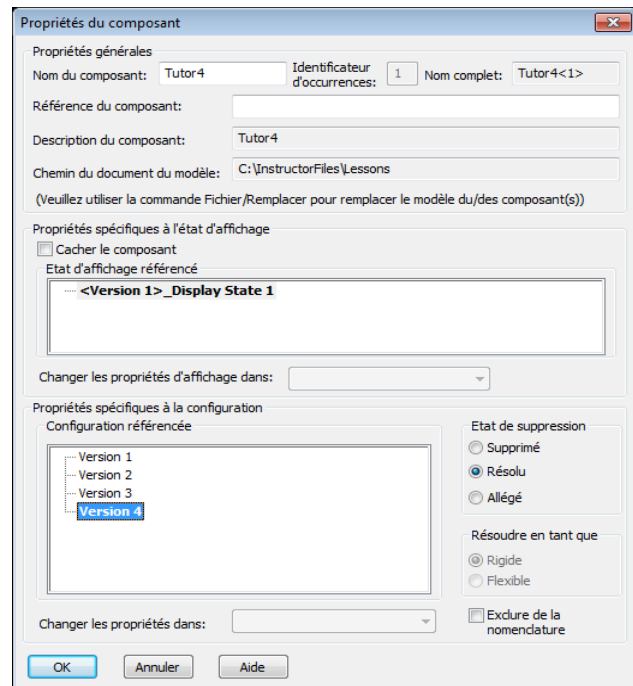 Propriétés du composant
Propriétés générales
Nom du composant: Tutor4 Identificateur d'occurrences: 1 Nom complet: Tutor4<1>
Référence du composant:
Description du composant: Tutor4
Chemin du document du modèle: C:\InstructorFiles\Lessons
(Veuillez utiliser la commande Fichier/Remplacer pour remplacer le modèle du/des composant(s))
Propriétés spécifiques à l'état d'affichage
Cacher le composant
Etat d'affichage référencé
<Version 1>_Display State 1
Changer les propriétés d'affichage dans:
Propriétés spécifiques à la configuration
Configuration référencée
Version 1
Version 2
Version 3
Version 4
Changer les propriétés dans:
Etat de suppression
Supprimé
Résolu
Allégé
Résoudre en tant que
Rigide
Flexible
Exclure de la
nomenclature
OK Annuler Aide